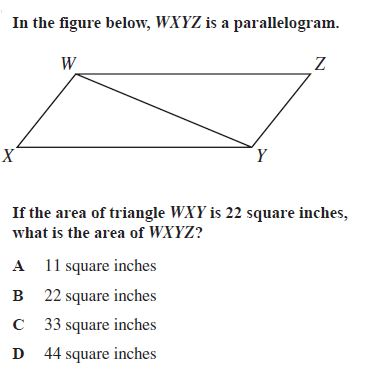 In the figure below, WXYZ is a parallelogram.
W
Z
X
Y
If the area of triangle WXY is 22 square inches,
what is the area of WXYZ?
A 11 square inches
B 22 square inches
C 33 square inches
D 44 square inches